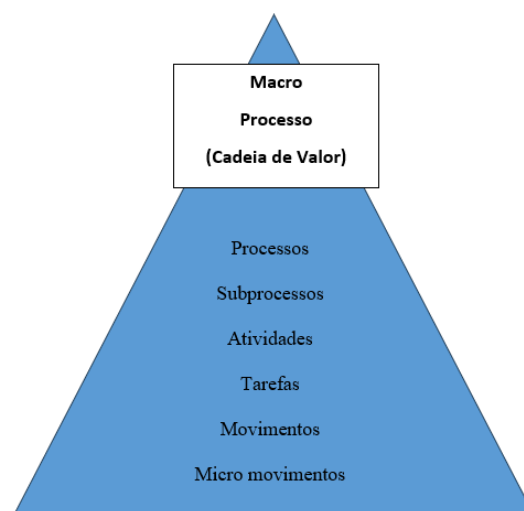 Macro
Processo
(Cadeia de Valor)
Processos
Subprocessos
Atividades
Tarefas
Movimentos
Micro movimentos